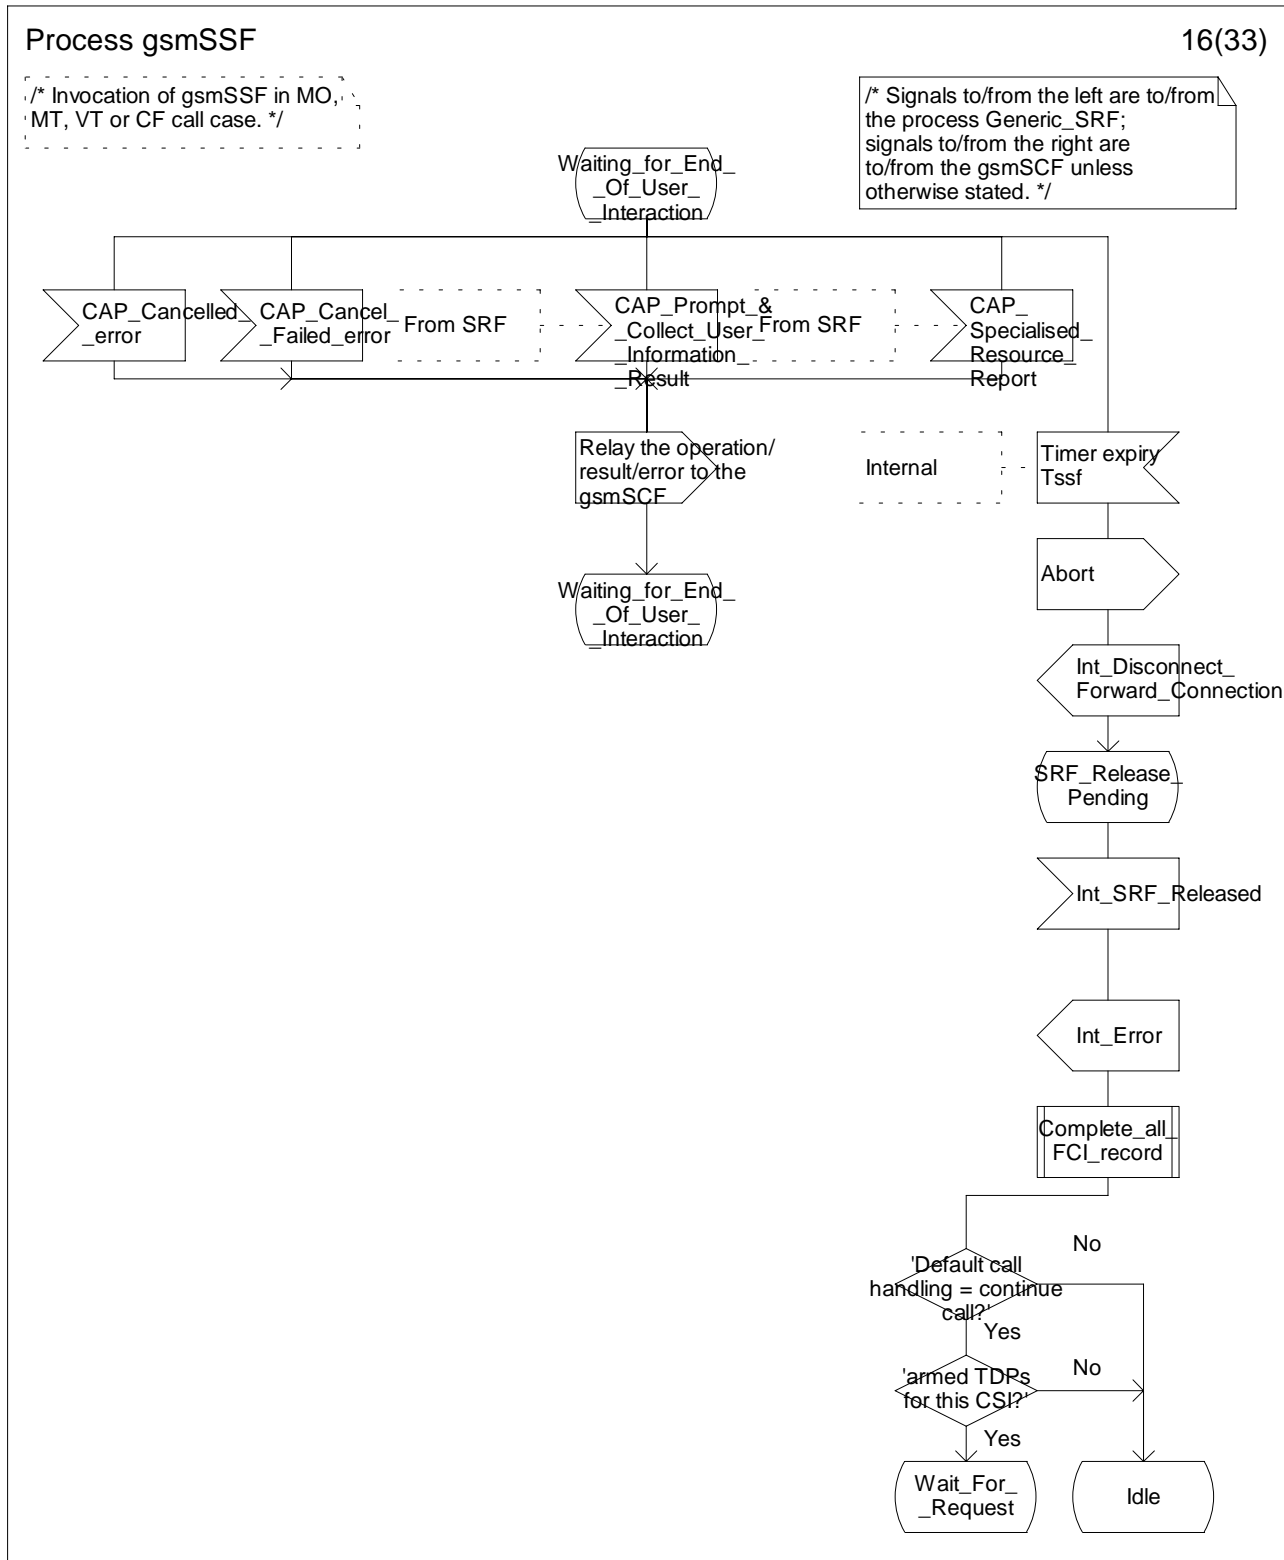 Process gsmSSF
16(33)
/* Invocation of gsmSSF in MO,
MT, VT or CF call case. */
/* Signals to/from the left are to/from
the process Generic_SRF;
signals to/from the right are
to/from the gsmSCF unless
otherwise stated. */
Waiting_for_End_
_Of_User_
_Interaction
CAP_Cancelled_
_error
CAP_Cancel_
_Failed_error
From SRF
CAP_Prompt_&
_Collect_User_
_Information_
_Result
From SRF
CAP_
Specialised_
Resource_
Report
Relay the operation/
result/error to the
gsmSCF
Internal
Timer expiry
Tssf
Abort
Waiting_for_End_
_Of_User_
_Interaction
Int_Disconnect_
Forward_Connection
SRF_Release_
Pending
Int_SRF_Released
Int_Error
Complete_all_
FCI_record
No
'Default call
handling = continue
call?'
Yes
No
'armed TDPs
for this CSI?'
Yes
Wait_For_
_Request
Idle